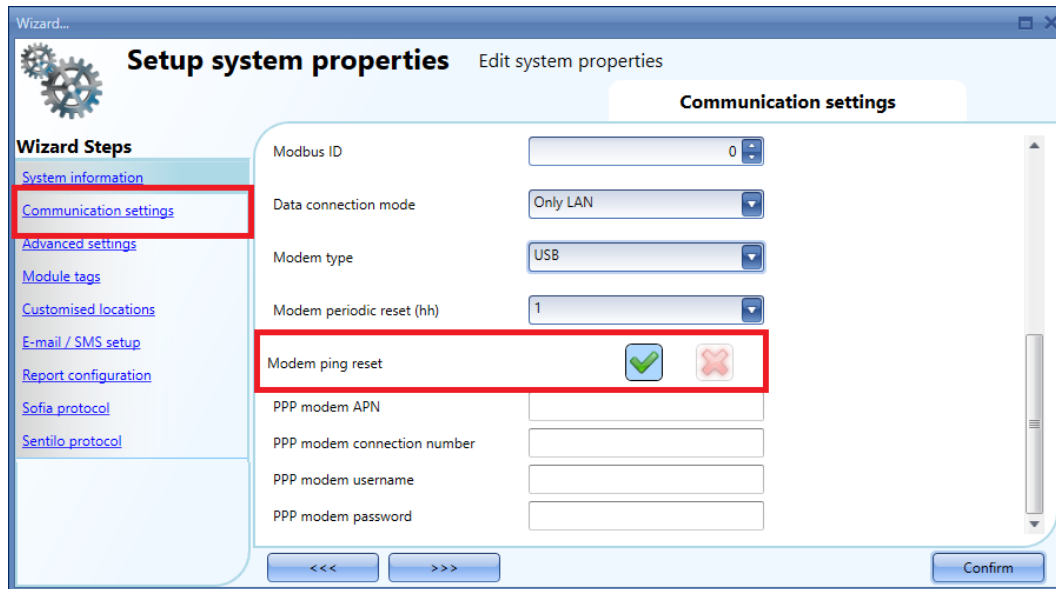 Wizard...
Setup system properties Edit system properties
Communication settings
Wizard Steps
System information
Communication settings
Advanced settings
Module tags
Customised locations
E-mail / SMS setup
Report configuration
Sofia protocol
Sentilo protocol
Modbus ID 0
Data connection mode Only LAN
Modem type USB
Modem periodic reset (hh) 1
Modem ping reset
PPP modem APN
PPP modem connection number
PPP modem username
PPP modem password
<<< >>> Confirm